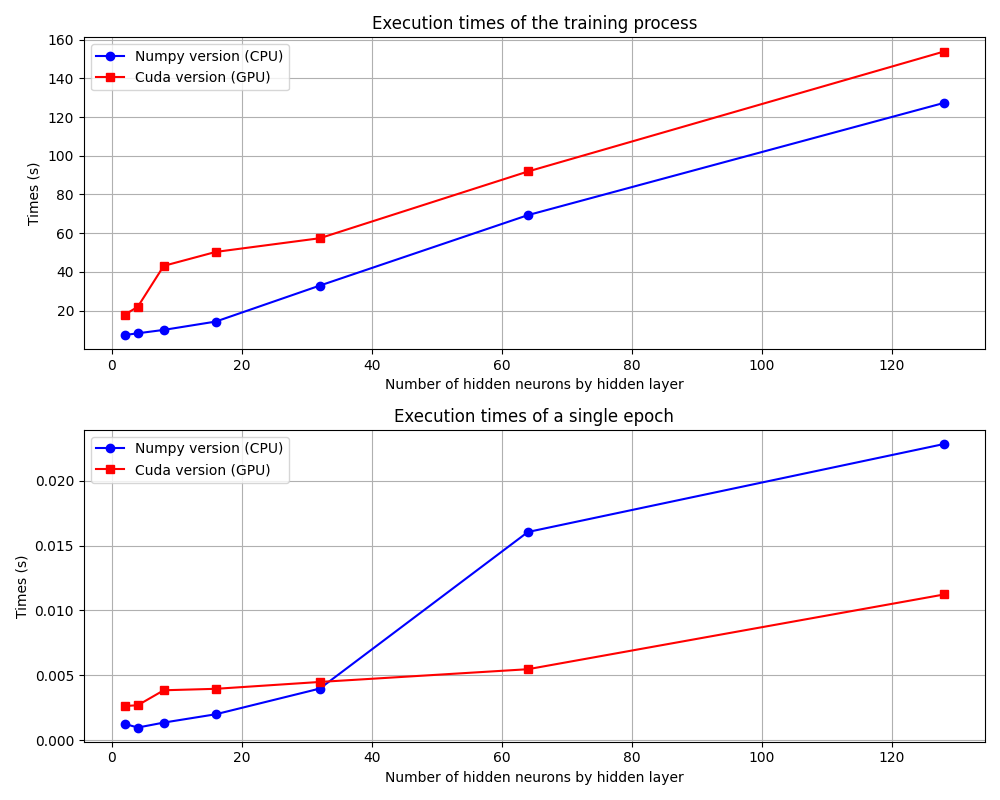 Execution times of the training process
Numpy version (CPU)
Cuda version (GPU)
Times (s)
160
140
120
100
80
60
40
20
0 20 40 60 80 100 120
Number of hidden neurons by hidden layer
Execution times of a single epoch
Numpy version (CPU)
Cuda version (GPU)
Times (s)
0.020
0.015
0.010
0.005
0.000
0 20 40 60 80 100 120
Number of hidden neurons by hidden layer